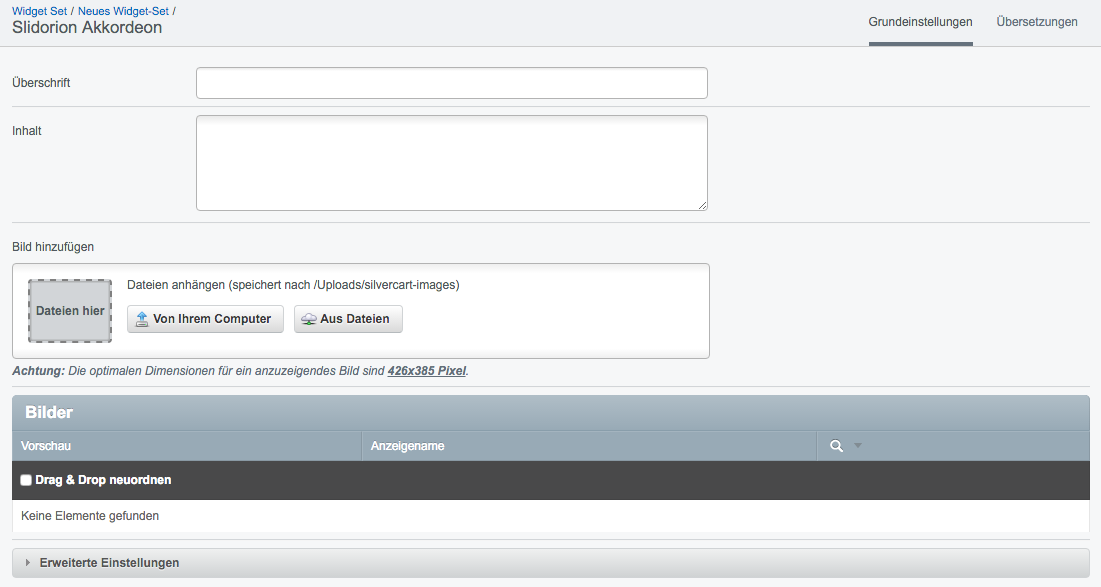 Widget Set / Neues Widget-Set /
Slidorion Akkordeon
Grundeinstellungen Übersetzungen
Überschrift
Inhalt
Bild hinzufügen
Dateien hier
Dateien anhängen (speichert nach /Uploads/silvercart-images)
Von Ihrem Computer Aus Dateien
Achtung: Die optimalen Dimensionen für ein anzuzeigendes Bild sind 426x385 Pixel.
Bilder
Vorschau Anzeigename
Drag & Drop neuordnen
Keine Elemente gefunden
Erweiterte Einstellungen